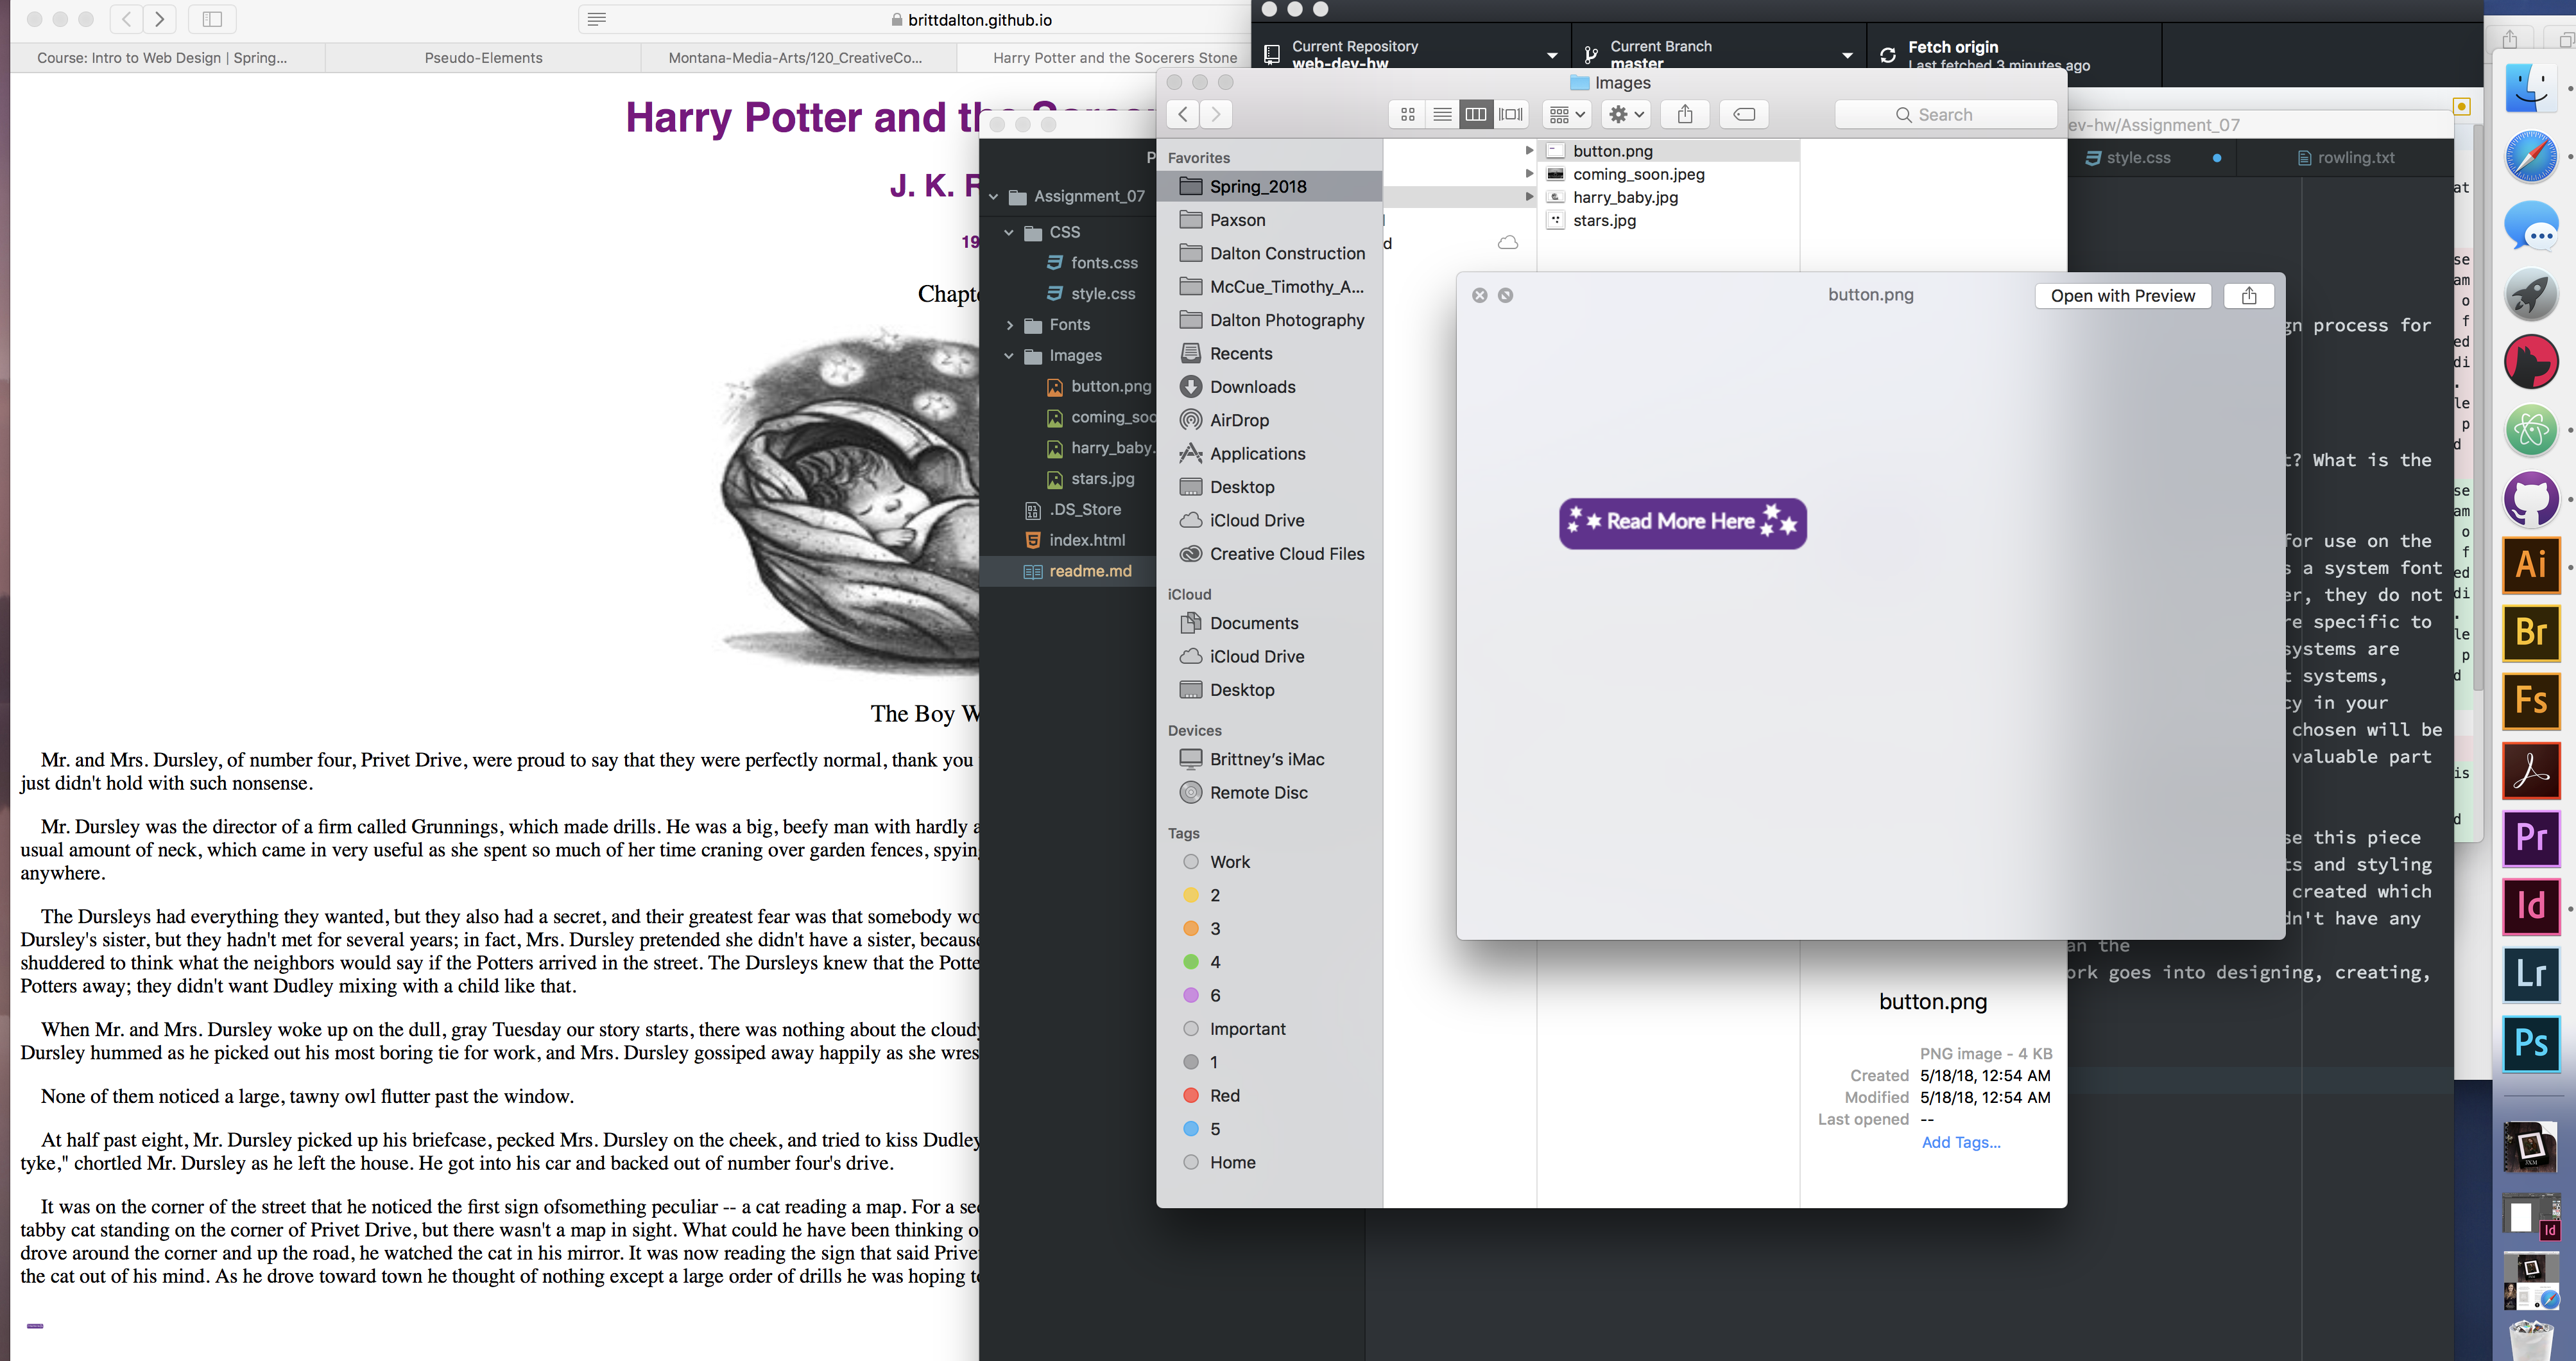 brittdalton.github.io
Course: Intro to Web Design | Spring...
Pseudo-Elements
Montana-Media-Arts/120_CreativeCo...
Harry Potter and the Socerers Stone
Harry Potter and th
J. K. R
19
Chapte
The Boy W
Mr. and Mrs. Dursley, of number four, Privet Drive, were proud to say that they were perfectly normal, thank you
just didn't hold with such nonsense.
Mr. Dursley was the director of a firm called Grunnings, which made drills. He was a big, beefy man with hardly a
usual amount of neck, which came in very useful as she spent so much of her time craning over garden fences, spying
anywhere.
The Dursleys had everything they wanted, but they also had a secret, and their greatest fear was that somebody wo
Dursley's sister, but they hadn't met for several years; in fact, Mrs. Dursley pretended she didn't have a sister, because
shuddered to think what the neighbors would say if the Potters arrived in the street. The Dursleys knew that the Potte
Potters away; they didn't want Dudley mixing with a child like that.
When Mr. and Mrs. Dursley woke up on the dull, gray Tuesday our story starts, there was nothing about the cloudy
Dursley hummed as he picked out his most boring tie for work, and Mrs. Dursley gossiped away happily as she wres
None of them noticed a large, tawny owl flutter past the window.
At half past eight, Mr. Dursley picked up his briefcase, pecked Mrs. Dursley on the cheek, and tried to kiss Dudley
tyke," chortled Mr. Dursley as he left the house. He got into his car and backed out of number four's drive.
It was on the corner of the street that he noticed the first sign ofsomething peculiar -- a cat reading a map. For a se
tabby cat standing on the corner of Privet Drive, but there wasn't a map in sight. What could he have been thinking o
drove around the corner and up the road, he watched the cat in his mirror. It was now reading the sign that said Prive
the cat out of his mind. As he drove toward town he thought of nothing except a large order of drills he was hoping t
Current Repository
web-dev-hw
Current Branch
master
Fetch origin
Last fetched 3 minutes ago
P
Assignment_07
CSS
fonts.css
style.css
Fonts
Images
button.png
coming_soo
harry_baby.
stars.jpg
.DS_Store
index.html
readme.md
Images
Search
Favorites
Spring_2018
Paxson
Dalton Construction
McCue_Timothy_A...
Dalton Photography
Recents
Downloads
AirDrop
Applications
Desktop
iCloud Drive
Creative Cloud Files
iCloud
Documents
iCloud Drive
Desktop
Devices
Brittney's iMac
Remote Disc
Tags
Work
2
3
4
6
Important
1
Red
5
Home
d
button.png
coming_soon.jpeg
harry_baby.jpg
stars.jpg
button.png
Open with Preview
Read More Here
button.png
PNG image - 4 KB
Created 5/18/18, 12:54 AM
Modified 5/18/18, 12:54 AM
Last opened --
Add Tags...
ev-hw/Assignment_07
style.css
rowling.txt
gn process for
t? What is the
for use on the
s a system font
er, they do not
re specific to
systems are
t systems,
cy in your
chosen will be
valuable part
se this piece
ts and styling
created which
dn't have any
an the
ork goes into designing, creating,
at
se
am
o
f
ed
di
.
le
p
d
se
am
o
f
ed
di
.
le
p
d
is
d
Ai
Br
Fs
Pr
Id
Lr
Ps
Id